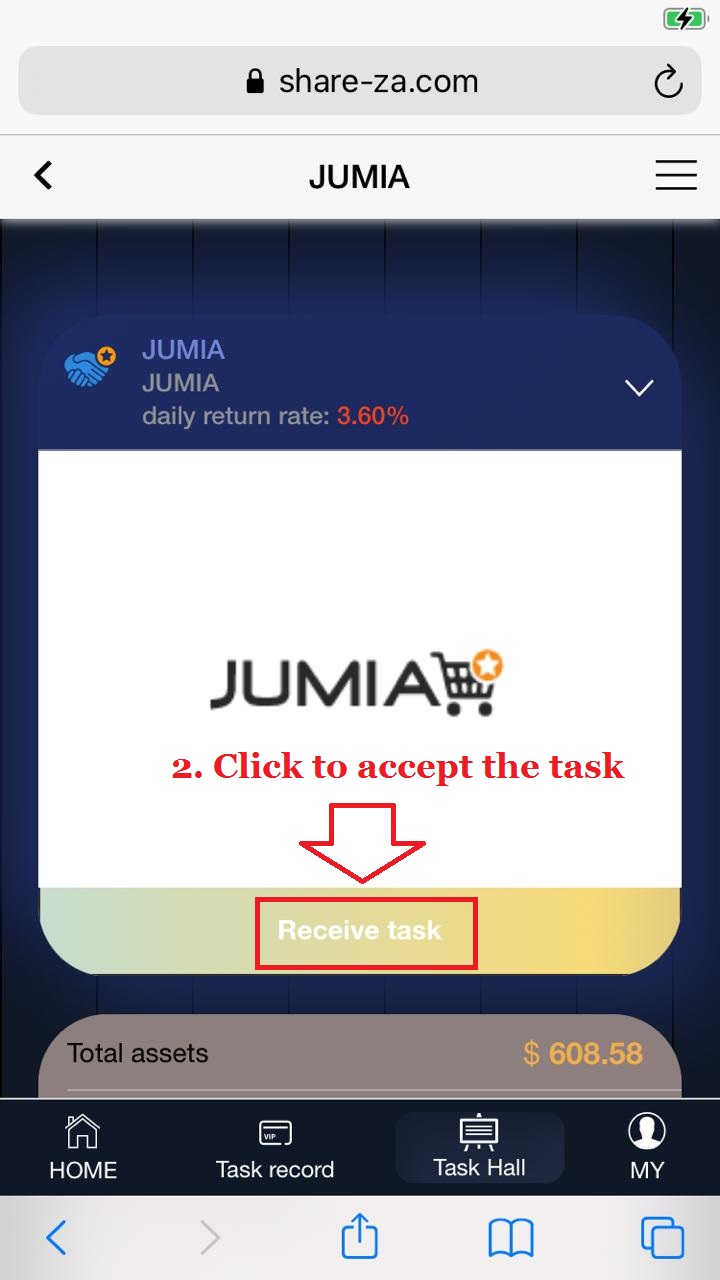 share-za.com
JUMIA
JUMIA
JUMIA
daily return rate: 3.60%
JUMIA
2. Click to accept the task
Receive task
Total assets
$ 608.58
VIP
HOME
Task record
Task Hall
MY